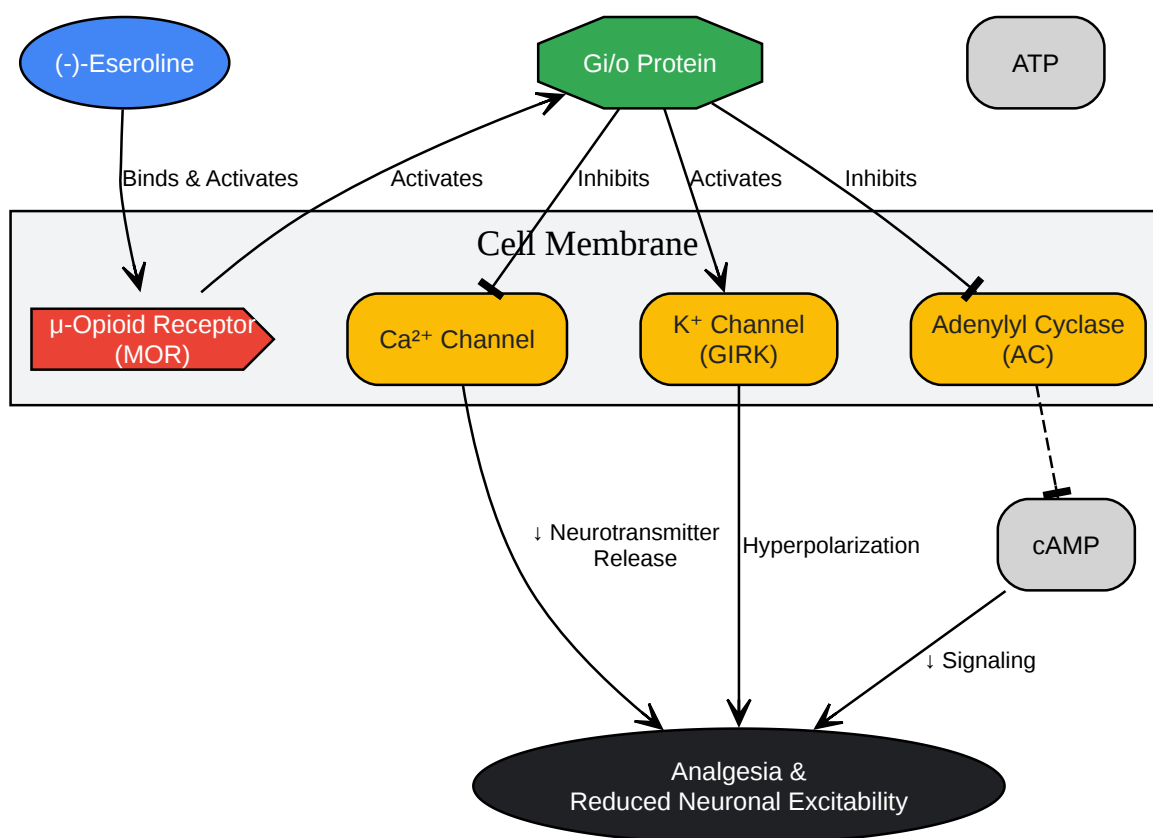 (-)-Eseroline
Gi/o Protein
ATP
Binds & Activates
Activates
Inhibits
Activates
Inhibits
Cell Membrane
μ-Opioid Receptor
(MOR)
Ca²⁺ Channel
K⁺ Channel
(GIRK)
Adenylyl Cyclase
(AC)
↓ Neurotransmitter
Release
Hyperpolarization
cAMP
↓ Signaling
Analgesia &
Reduced Neuronal Excitability